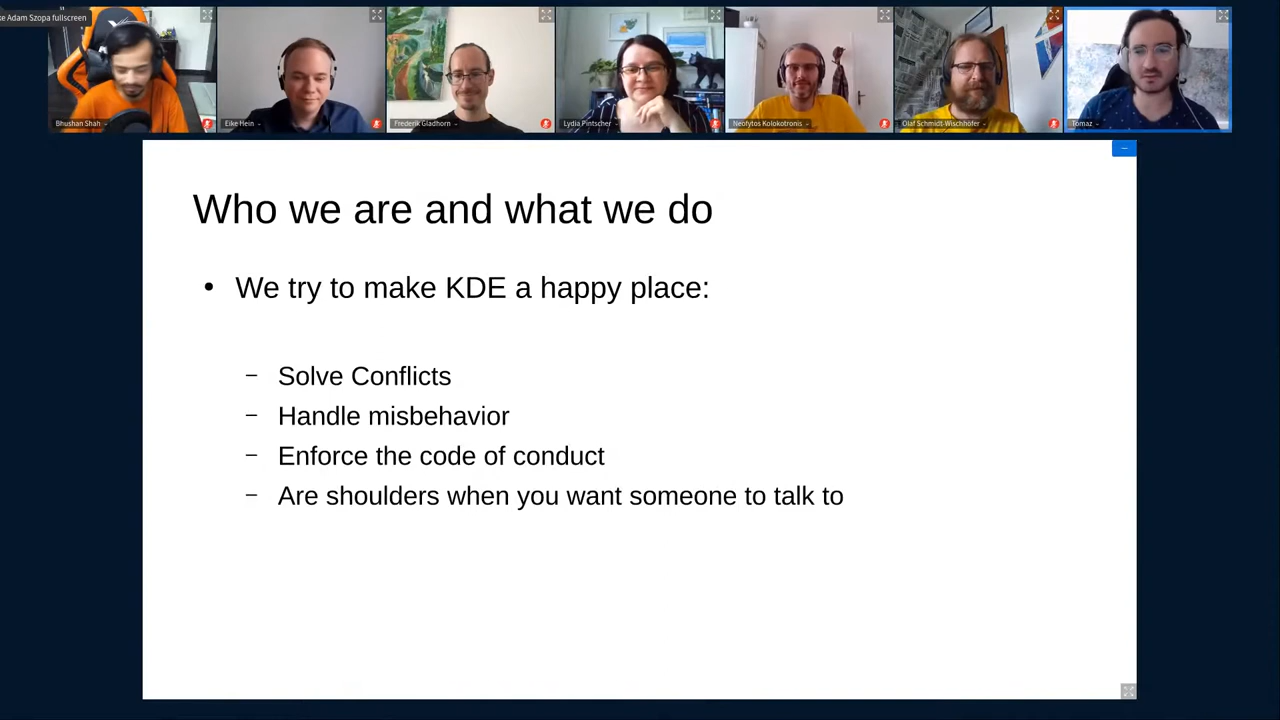 ke Adam Szopa fullscreen
Bhushan Shah
Eike Hein
Frederik Gladhorn
Lydia Pintscher
Neofytos Kolokotronis
Olaf Schmidt-Wischhöfer
Tomaz
Who we are and what we do
• We try to make KDE a happy place:
– Solve Conflicts
– Handle misbehavior
– Enforce the code of conduct
– Are shoulders when you want someone to talk to